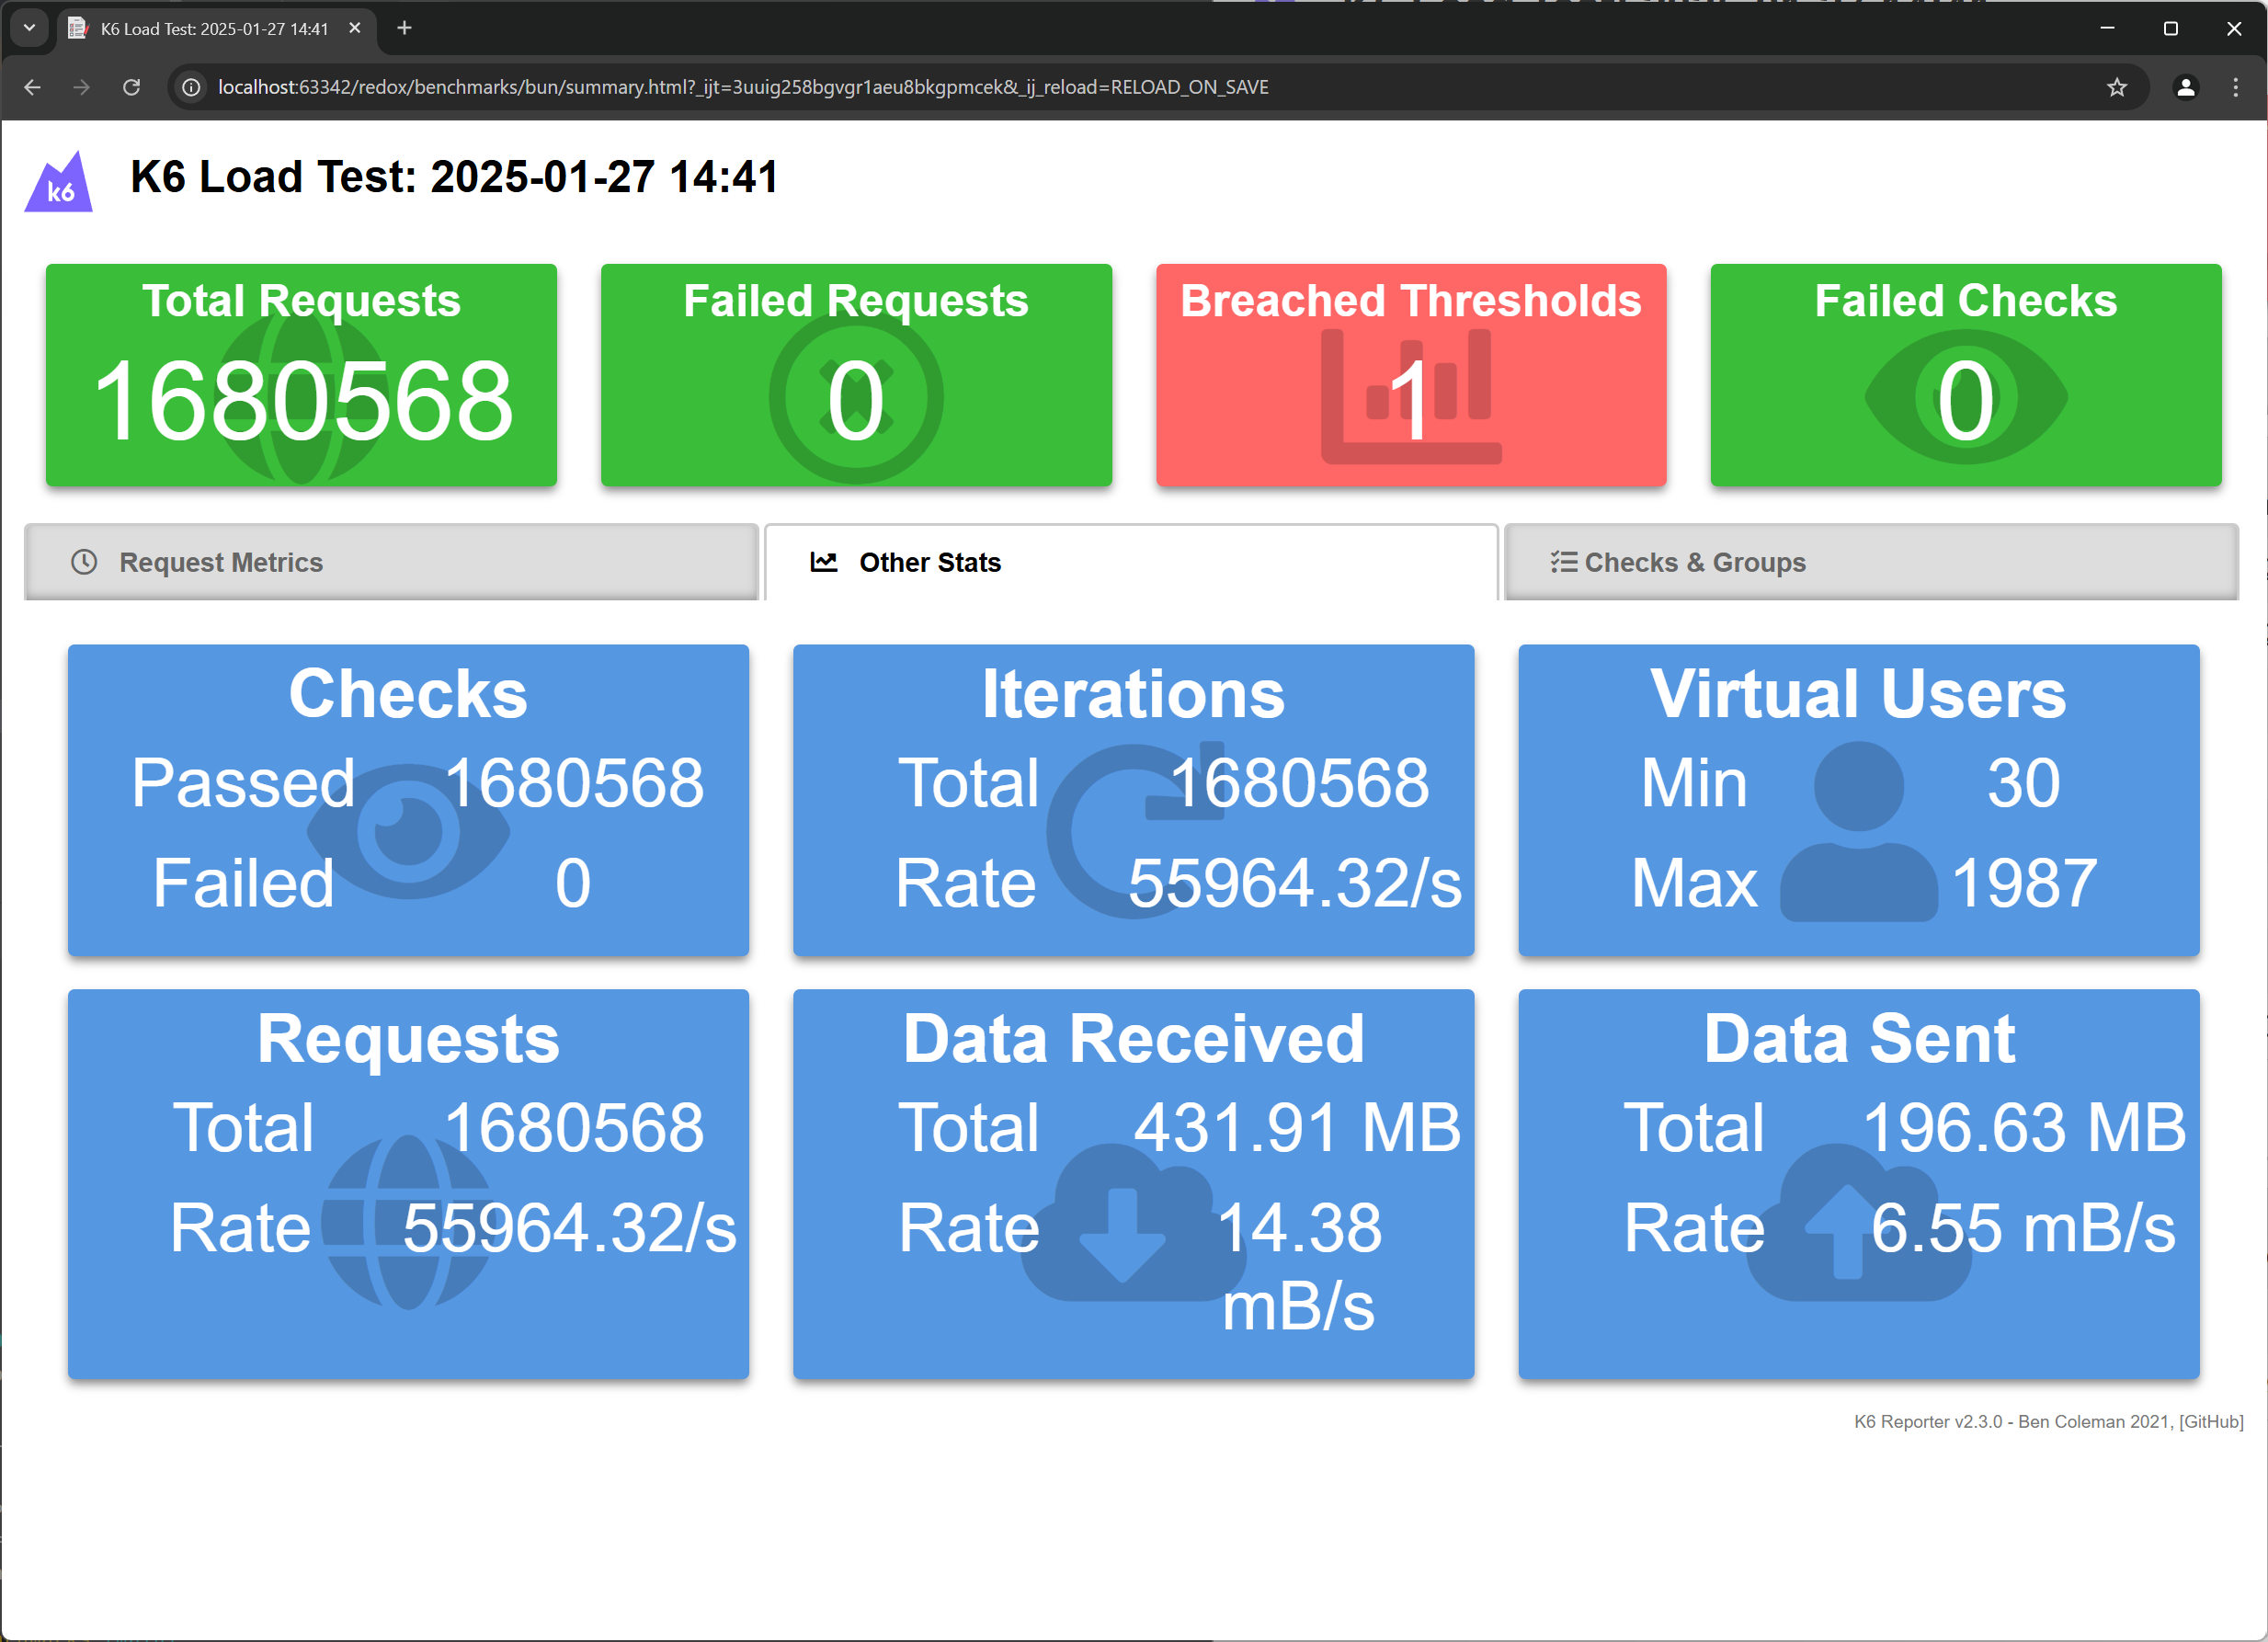 K6 Load Test: 2025-01-27 14:41
localhost:63342/redox/benchmarks/bun/summary.html?_ijt=3uuig258bgvgr1aeu8bkgpmcek&_ij_reload=RELOAD_ON_SAVE
k6
K6 Load Test: 2025-01-27 14:41
Total Requests
1680568
Failed Requests
0
Breached Thresholds
1
Failed Checks
0
Request Metrics
Other Stats
Checks & Groups
Checks
Passed 1680568
Failed 0
Iterations
Total 1680568
Rate 55964.32/s
Virtual Users
Min 30
Max 1987
Requests
Total 1680568
Rate 55964.32/s
Data Received
Total 431.91 MB
Rate 14.38
mB/s
Data Sent
Total 196.63 MB
Rate 6.55 mB/s
K6 Reporter v2.3.0 - Ben Coleman 2021, [GitHub]